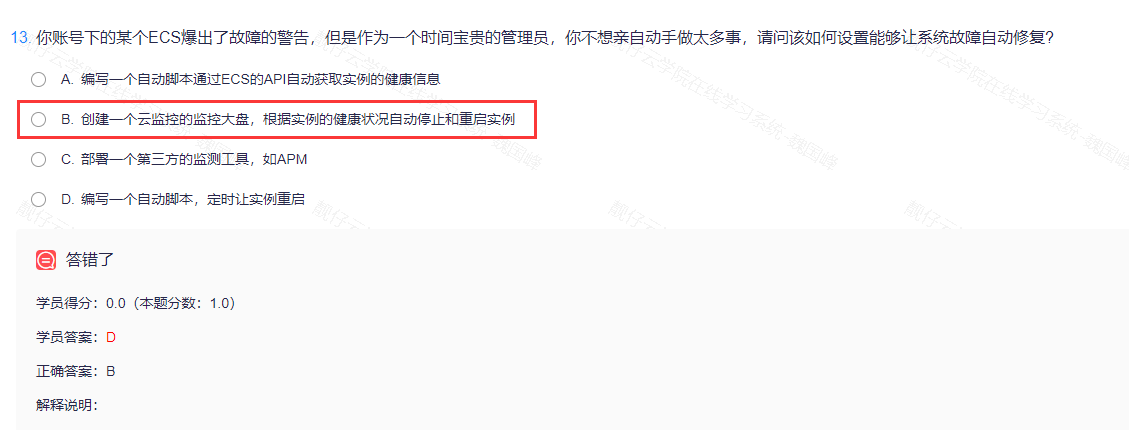 13. 你账号下的某个ECS爆出了故障的警告，但是作为一个时间宝贵的管理员，你不想亲自动手做太多事，请问该如何设置能够让系统故障自动修复？
A. 编写一个自动脚本通过ECS的API自动获取实例的健康信息
B. 创建一个云监控的监控大盘，根据实例的健康状况自动停止和重启实例
C. 部署一个第三方的监测工具，如APM
D. 编写一个自动脚本，定时让实例重启
答错了
学员得分：0.0（本题分数：1.0）
学员答案：D
正确答案：B
解释说明：